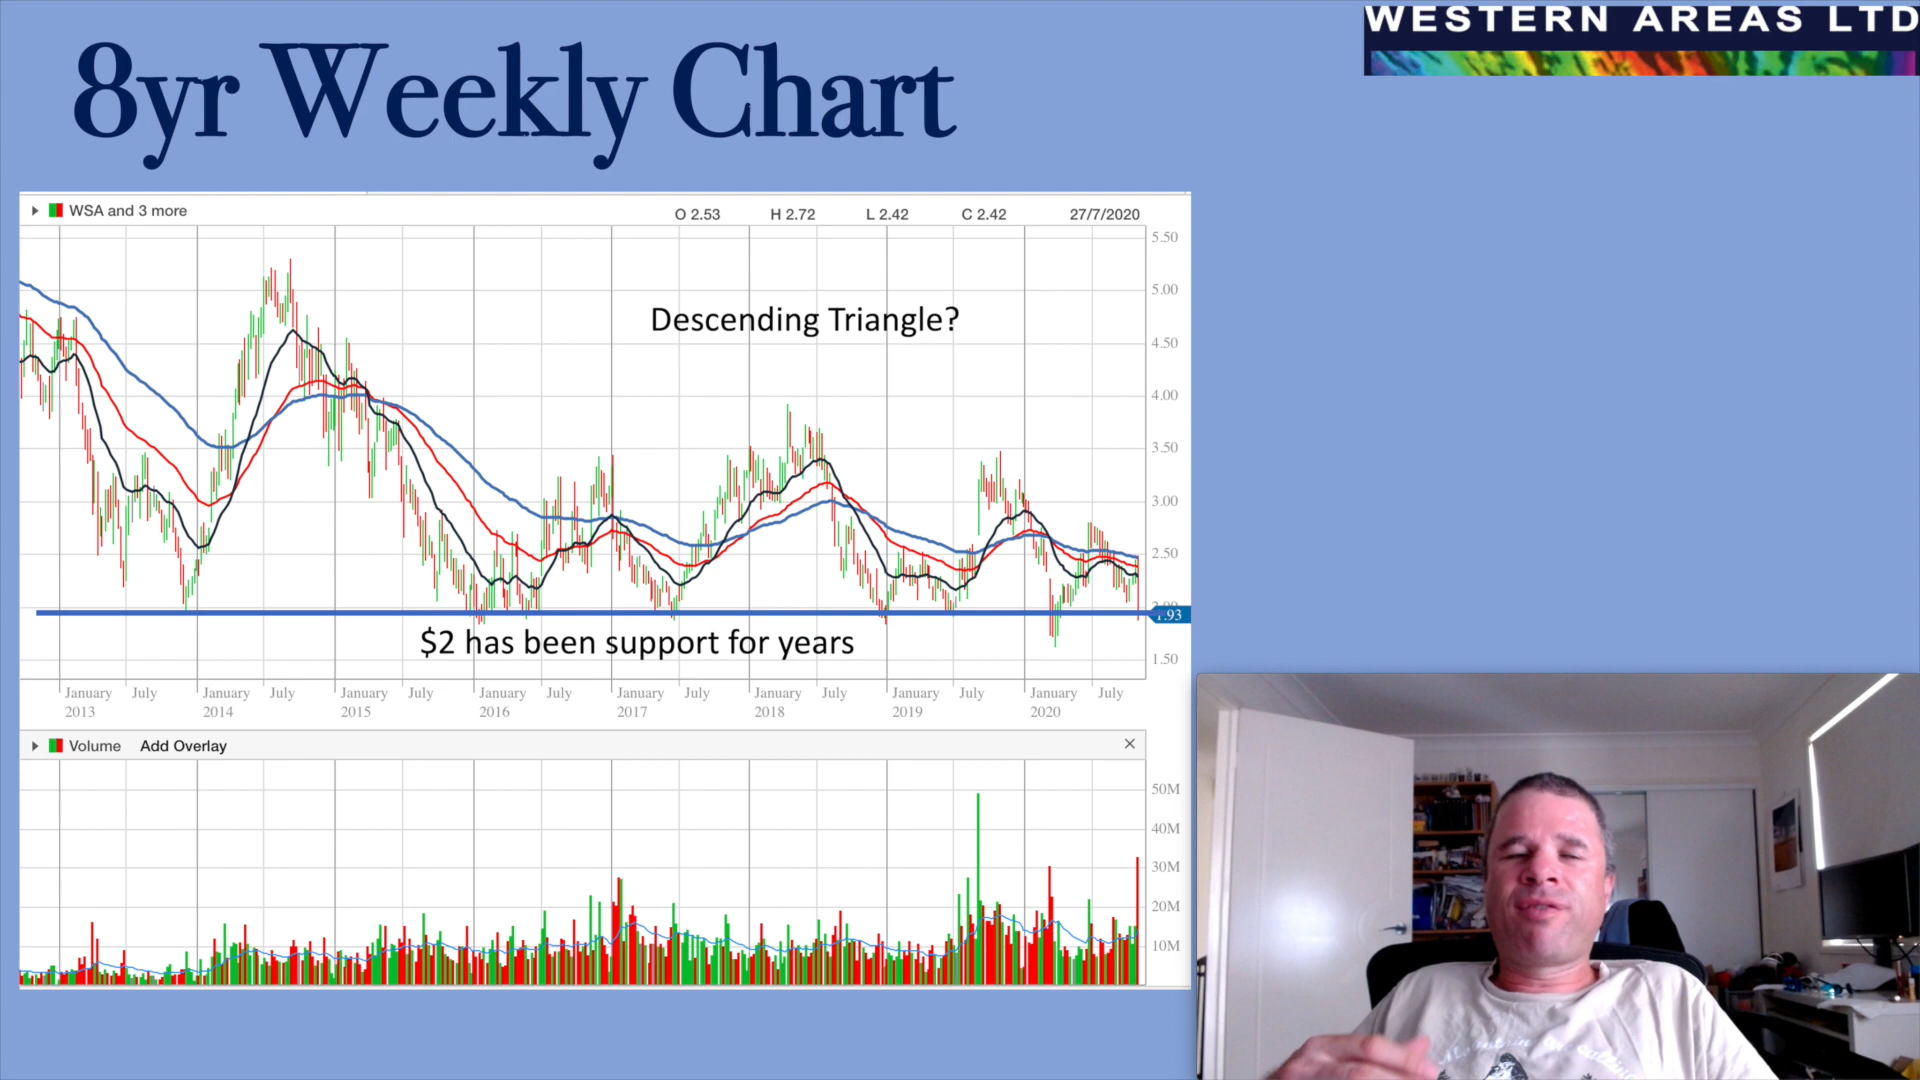 8yr Weekly Chart
WESTERN AREAS LTD
WSA and 3 more
O 2.53 H 2.72 L 2.42 C 2.42 27/7/2020
5.50
5.00
4.50
4.00
3.50
3.00
2.50
2.00
1.93
1.50
Descending Triangle?
$2 has been support for years
January July January July January July January July January July January July January July January July
2013 2014 2015 2016 2017 2018 2019 2020
Volume Add Overlay
50M
40M
30M
20M
10M